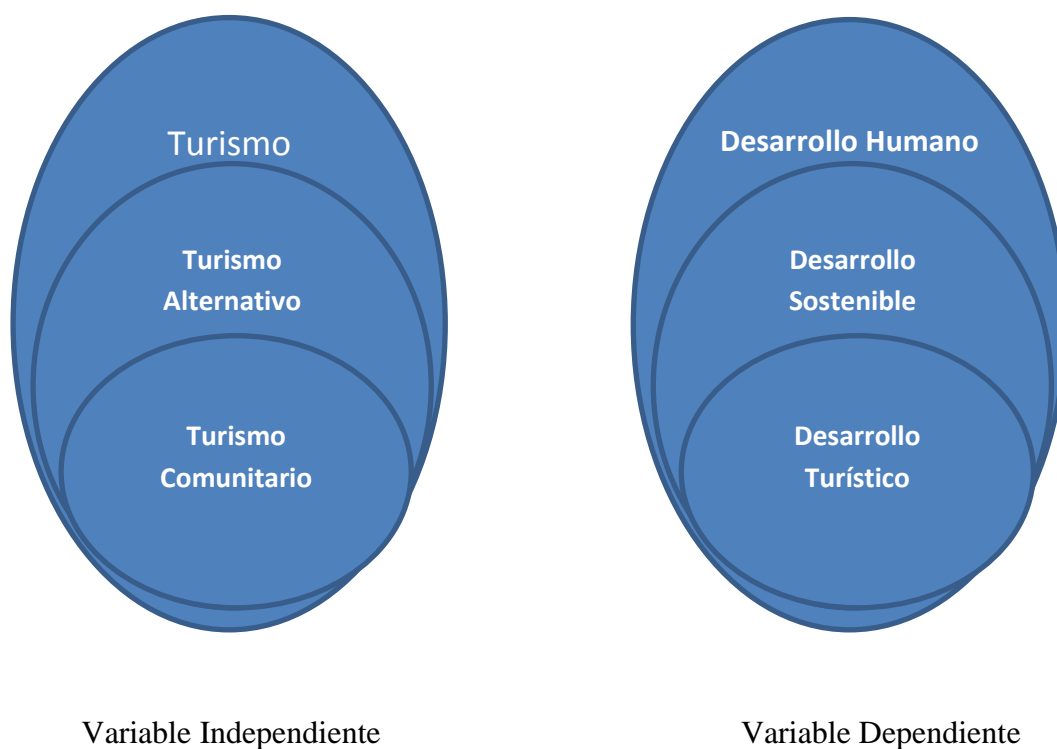 Turismo
Turismo
Alternativo
Turismo
Comunitario
Variable Independiente
Desarrollo Humano
Desarrollo
Sostenible
Desarrollo
Turístico
Variable Dependiente